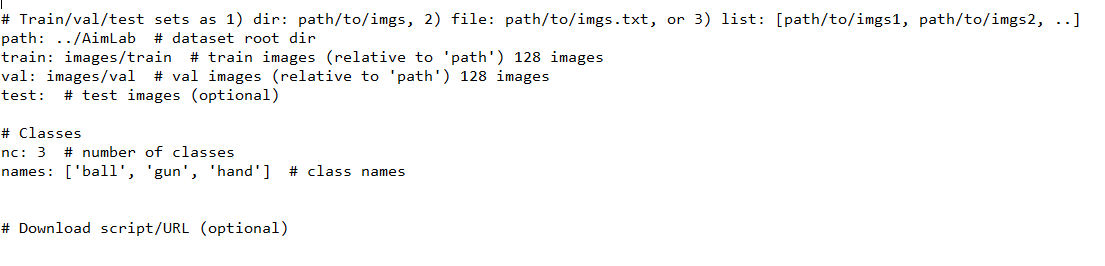 # Train/val/test sets as 1) dir: path/to/imgs, 2) file: path/to/imgs.txt, or 3) list: [path/to/imgs1, path/to/imgs2, ..]
path: ../AimLab  # dataset root dir
train: images/train  # train images (relative to 'path') 128 images
val: images/val  # val images (relative to 'path') 128 images
test:  # test images (optional)
# Classes
nc: 3  # number of classes
names: ['ball', 'gun', 'hand']  # class names
# Download script/URL (optional)